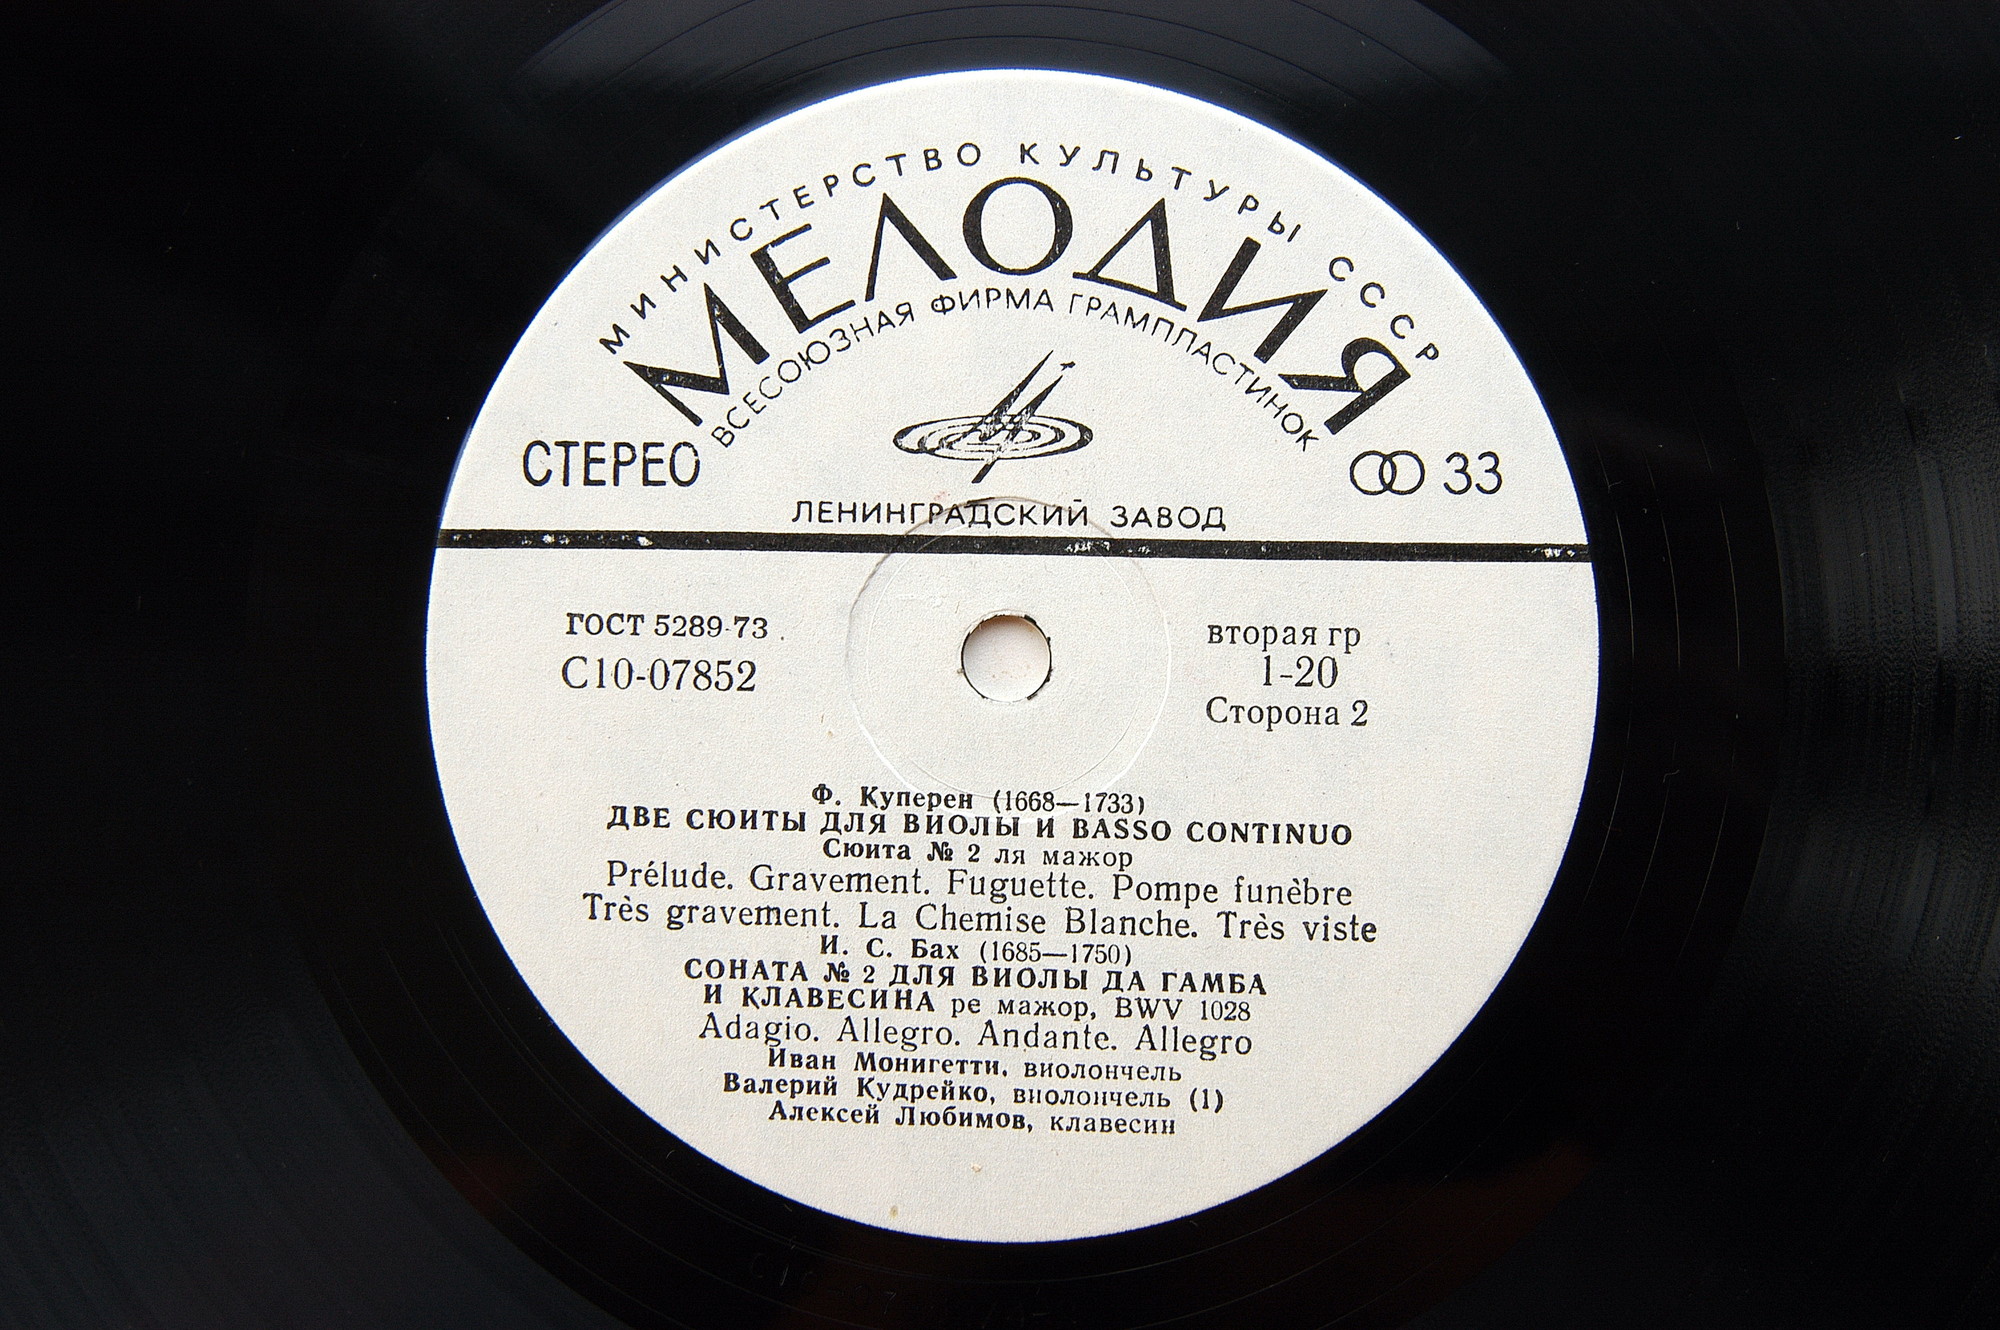 МИНИСТЕРСТВО КУЛЬТУРЫ СССР
МЕЛОДИЯ
ВСЕСОЮЗНАЯ ФИРМА ГРАМПЛАСТИНОК
СТЕРЕО
33
ЛЕНИНГРАДСКИЙ ЗАВОД
ГОСТ 5289-73
С10-07852
вторая гр
1-20
Сторона 2
Ф. Куперен (1668—1733)
ДВЕ СЮИТЫ ДЛЯ ВИОЛЫ И BASSO CONTINUO
Сюита № 2 ля мажор
Prélude. Gravement. Fuguette. Pompe funèbre
Très gravement. La Chemise Blanche. Très viste
И. С. Бах (1685—1750)
СОНАТА № 2 ДЛЯ ВИОЛЫ ДА ГАМБА
И КЛАВЕСИНА ре мажор, BWV 1028
Adagio. Allegro. Andante. Allegro
Иван Монигетти, виолончель
Валерий Кудрейко, виолончель (1)
Алексей Любимов, клавесин